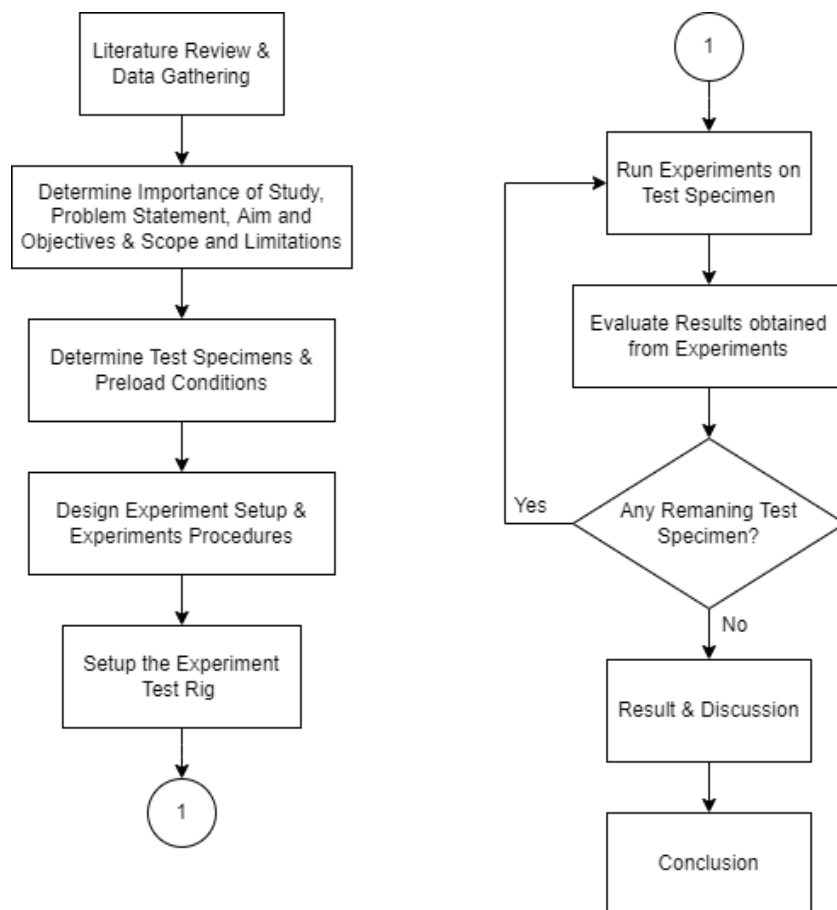 Literature Review &
Data Gathering
Determine Importance of Study,
Problem Statement, Aim and
Objectives & Scope and Limitations
Determine Test Specimens &
Preload Conditions
Design Experiment Setup &
Experiments Procedures
Setup the Experiment
Test Rig
1
1
Run Experiments on
Test Specimen
Evaluate Results obtained
from Experiments
Any Remaning Test
Specimen?
Yes
No
Result & Discussion
Conclusion